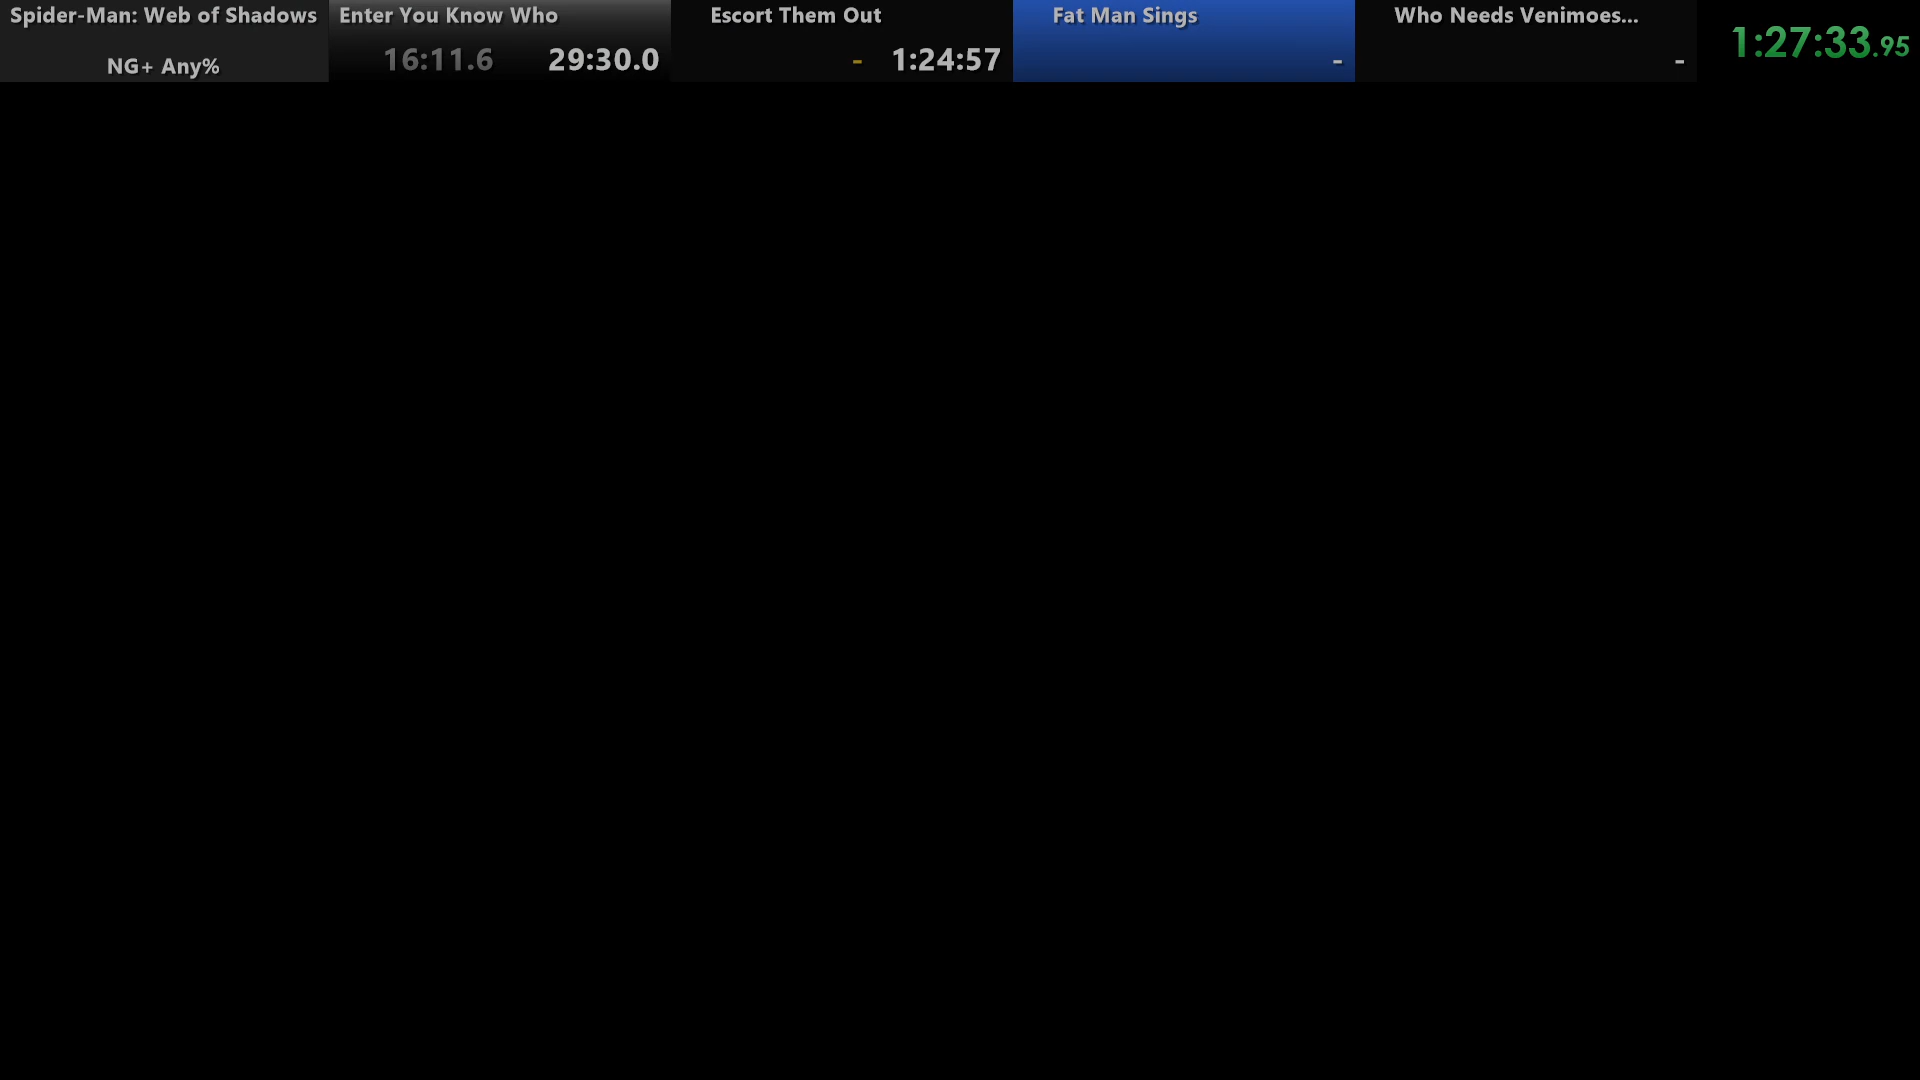 Spider-Man: Web of Shadows
NG+ Any%
Enter You Know Who
16:11.6 29:30.0
Escort Them Out
- 1:24:57
Fat Man Sings
-
Who Needs Venimoes...
-
1:27:33.95